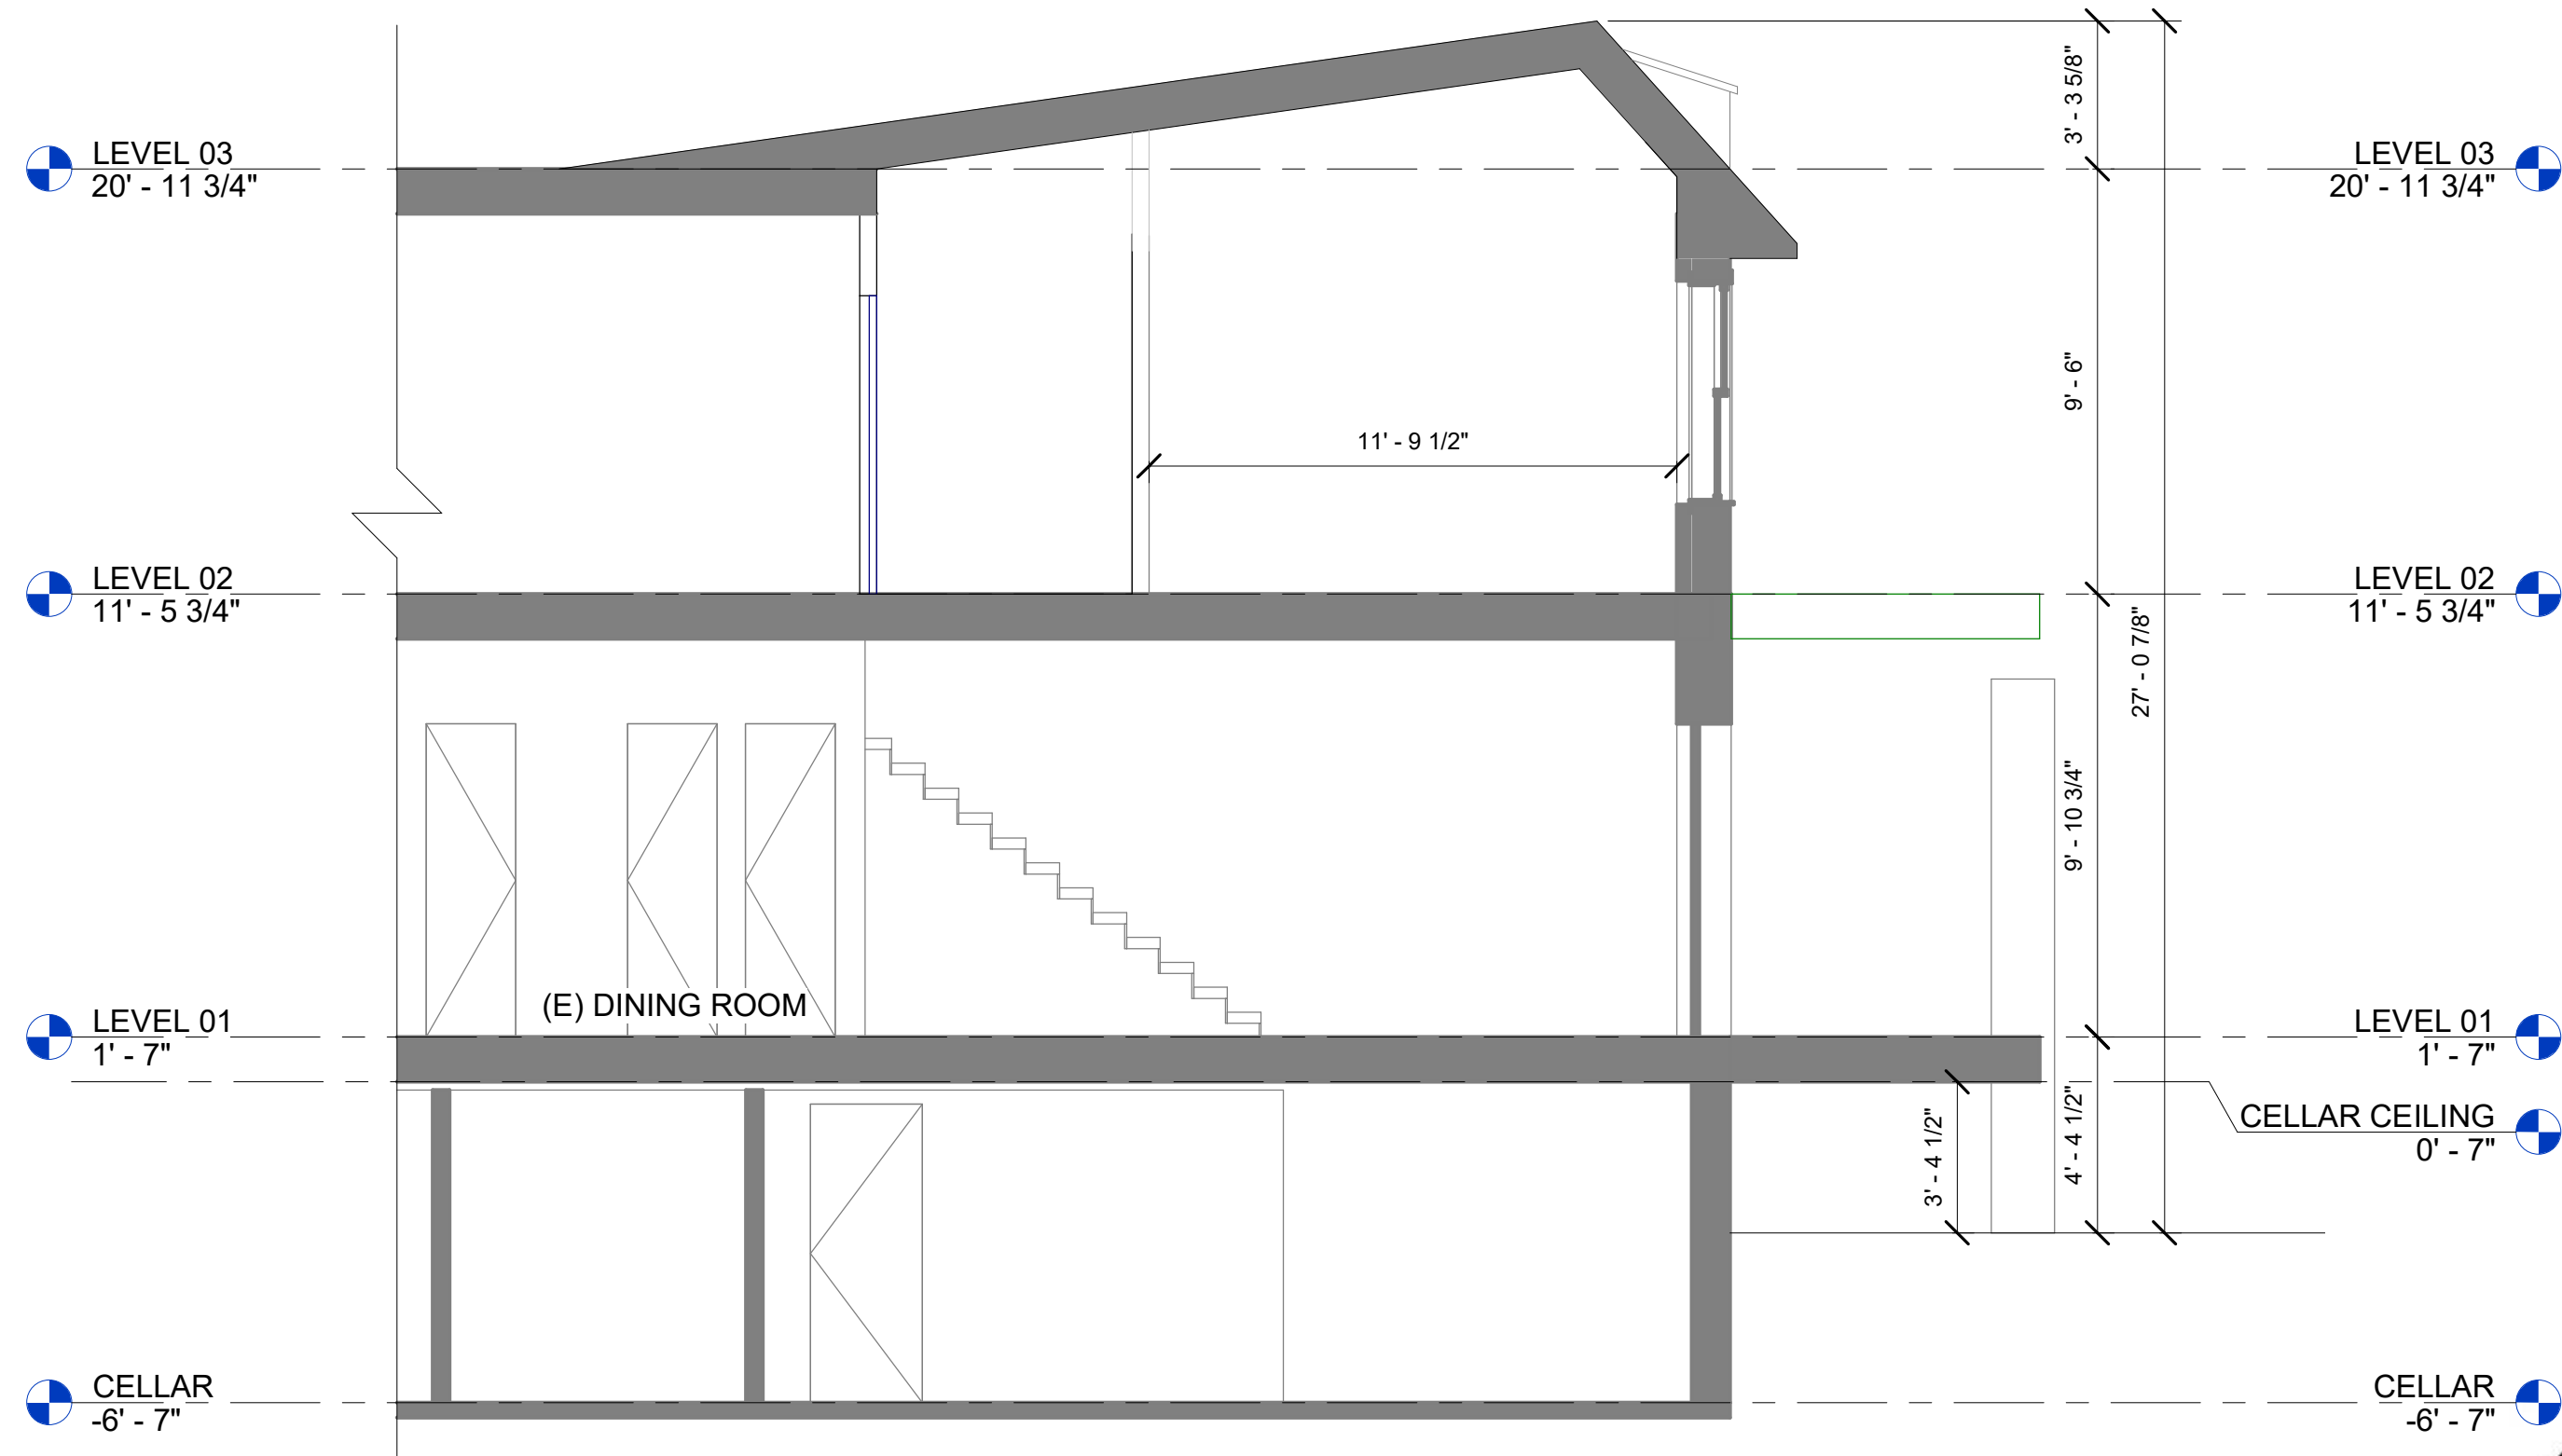 3' - 3 5/8"
LEVEL 03
20' - 11 3/4"
LEVEL 03
20' - 11 3/4"
9' - 6"
11' - 9 1/2"
LEVEL 02
11' - 5 3/4"
LEVEL 02
11' - 5 3/4"
27' - 0 7/8"
9' - 10 3/4"
(E) DINING ROOM
LEVEL 01
1' - 7"
LEVEL 01
1' - 7"
CELLAR CEILING
0' - 7"
4' - 4 1/2"
3' - 4 1/2"
CELLAR
-6' - 7"
CELLAR
-6' - 7"